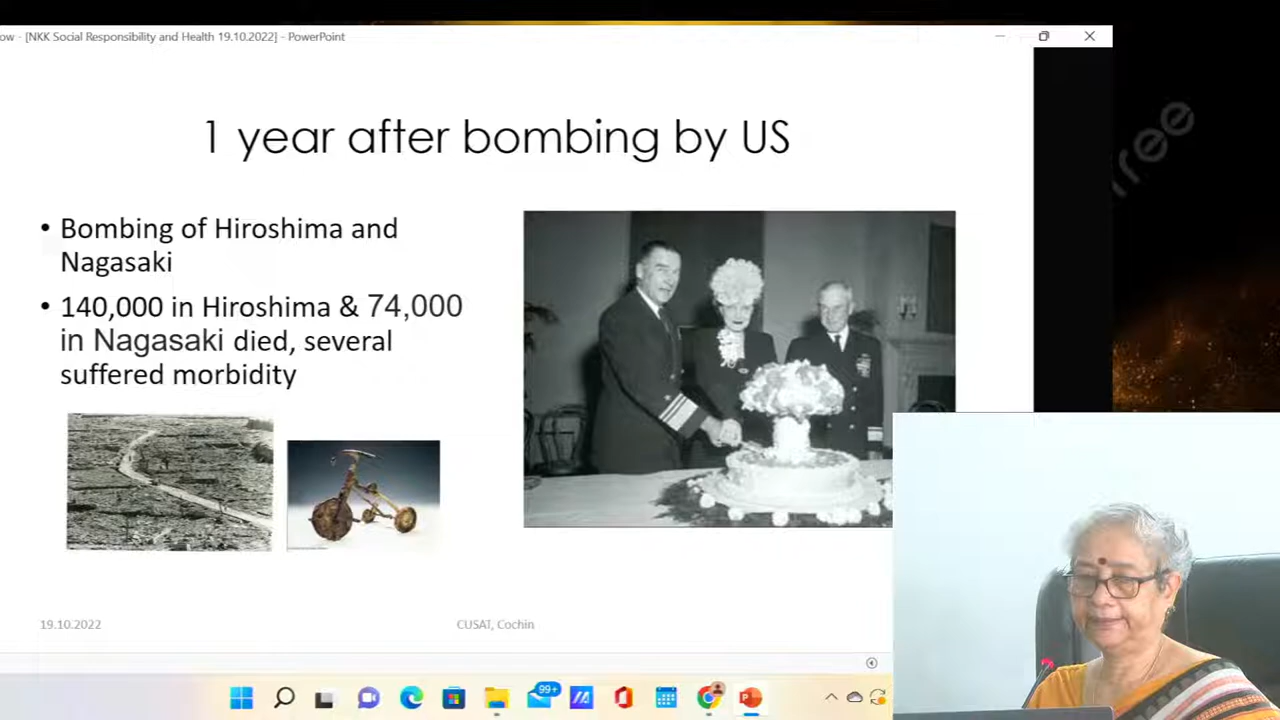 ow - [NKK Social Responsibility and Health 19.10.2022] - PowerPoint
1 year after bombing by US
• Bombing of Hiroshima and
Nagasaki
• 140,000 in Hiroshima & 74,000
in Nagasaki died, several
suffered morbidity
19.10.2022
CUSAT, Cochin
free
99+